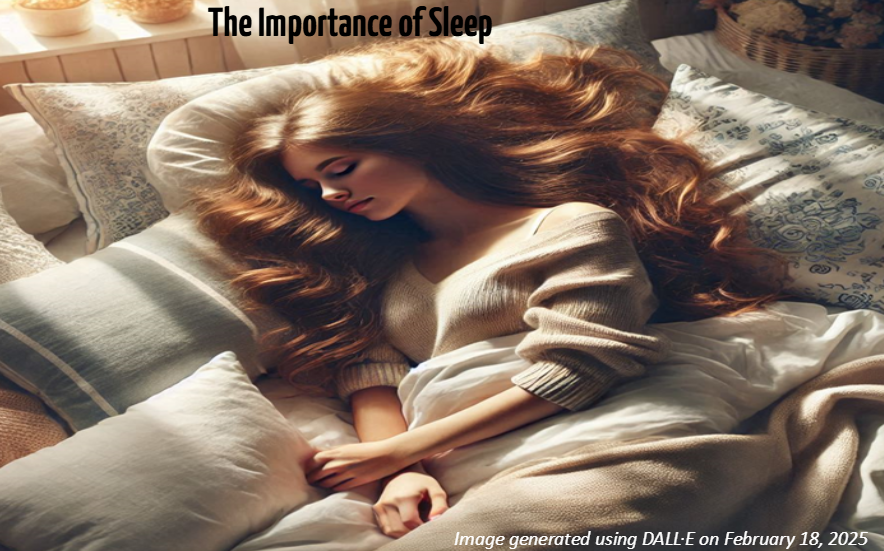 The Importance of Sleep
Image generated using DALL·E on February 18, 2025